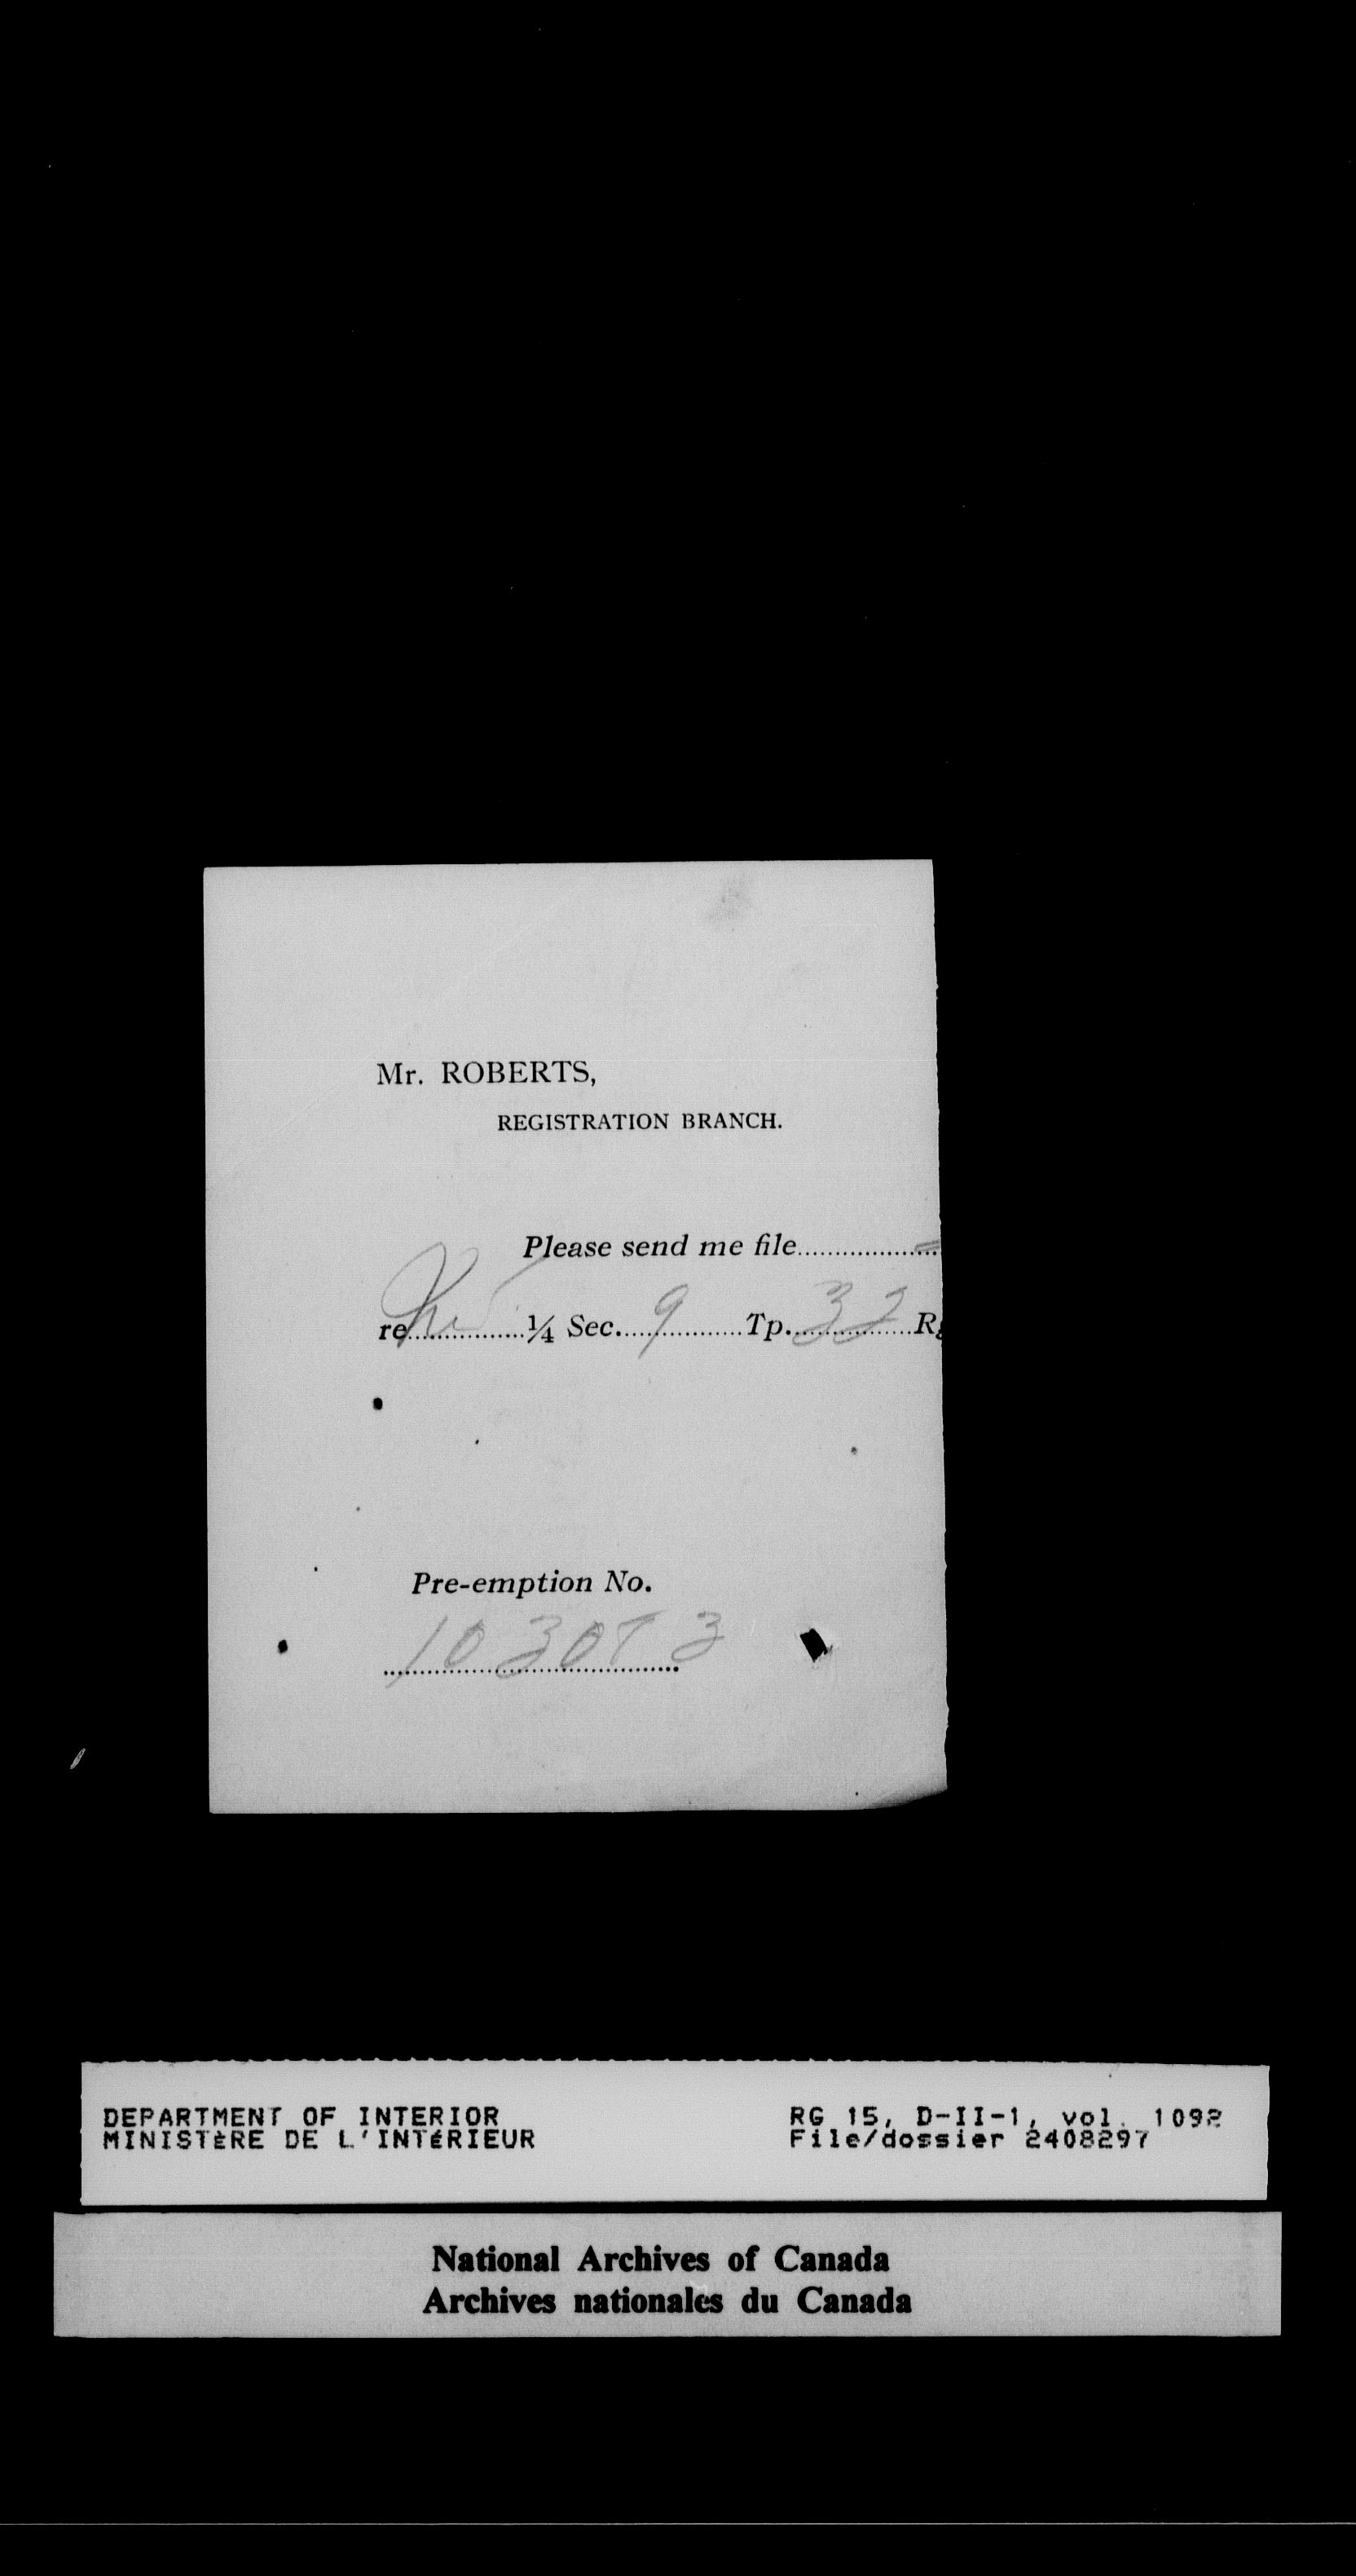 Mr. ROBERTS,
REGISTRATION BRANCH.
Please send me file....................
re................¼ Sec. 9 Tp. 32 R
Pre-emption No.
DEPARTMENT OF INTERIOR
MINISTÈRE DE L'INTÉRIEUR
RG 15, D-II-1, vol. 1092
File/dossier 2408297
National Archives of Canada
Archives nationales du Canada